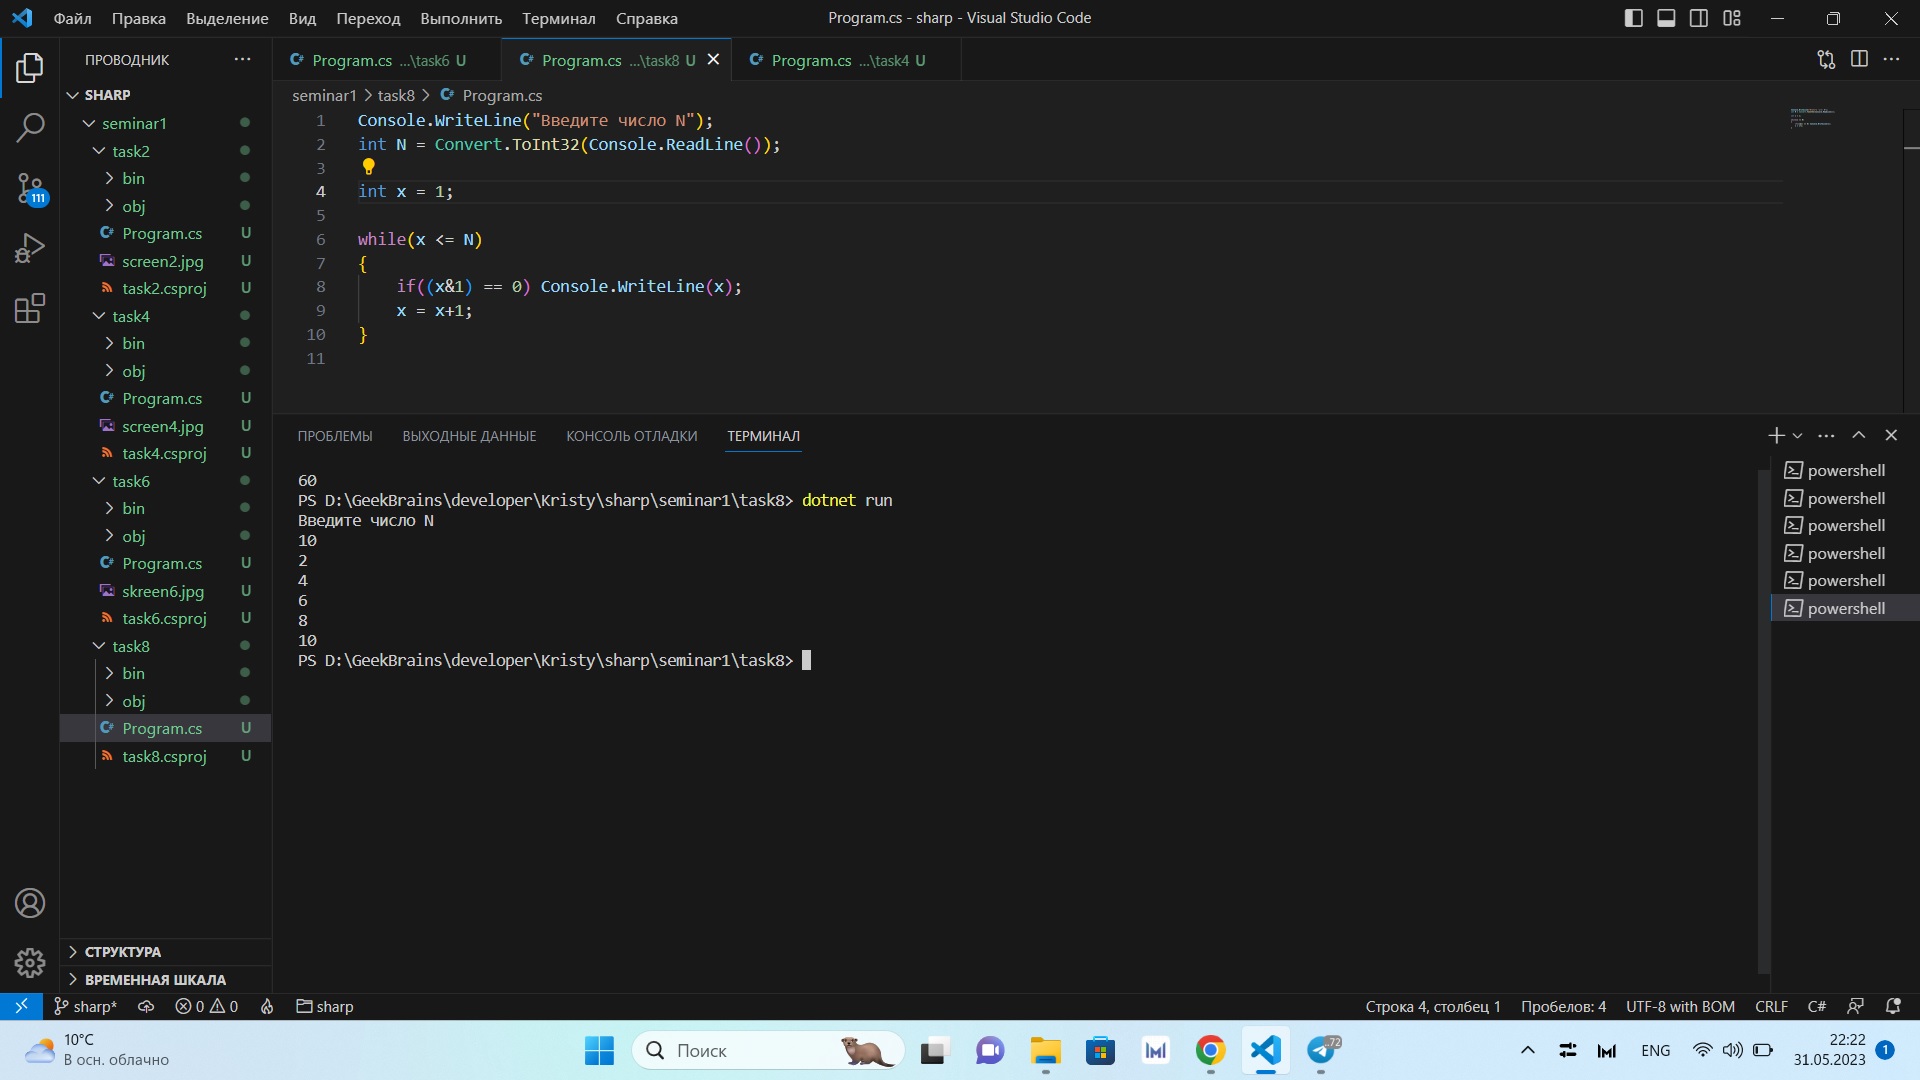 Файл Правка Выделение Вид Переход Выполнить Терминал Справка
Program.cs - sharp - Visual Studio Code
ПРОВОДНИК
SHARP
seminar1
task2
bin
obj
Program.cs U
screen2.jpg U
task2.csproj U
task4
bin
obj
Program.cs U
screen4.jpg U
task4.csproj U
task6
bin
obj
Program.cs U
skreen6.jpg U
task6.csproj U
task8
bin
obj
Program.cs U
task8.csproj U
СТРУКТУРА
ВРЕМЕННАЯ ШКАЛА
111
Program.cs ...\task6 U
Program.cs ...\task8 U
Program.cs ...\task4 U
seminar1 > task8 > Program.cs
1 Console.WriteLine("Введите число N");
2 int N = Convert.ToInt32(Console.ReadLine());
3
4 int x = 1;
5
6 while(x <= N)
7 {
8 if((x&1) == 0) Console.WriteLine(x);
9 x = x+1;
10 }
11
ПРОБЛЕМЫ ВЫХОДНЫЕ ДАННЫЕ КОНСОЛЬ ОТЛАДКИ ТЕРМИНАЛ
60
PS D:\GeekBrains\developer\Kristy\sharp\seminar1\task8> dotnet run
Введите число N
10
2
4
6
8
10
PS D:\GeekBrains\developer\Kristy\sharp\seminar1\task8>
powershell
powershell
powershell
powershell
powershell
powershell
sharp* 0 0 sharp
Строка 4, столбец 1 Пробелов: 4 UTF-8 with BOM CRLF C#
10°C
В осн. облачно
Поиск
72
ENG
22:22
31.05.2023
1